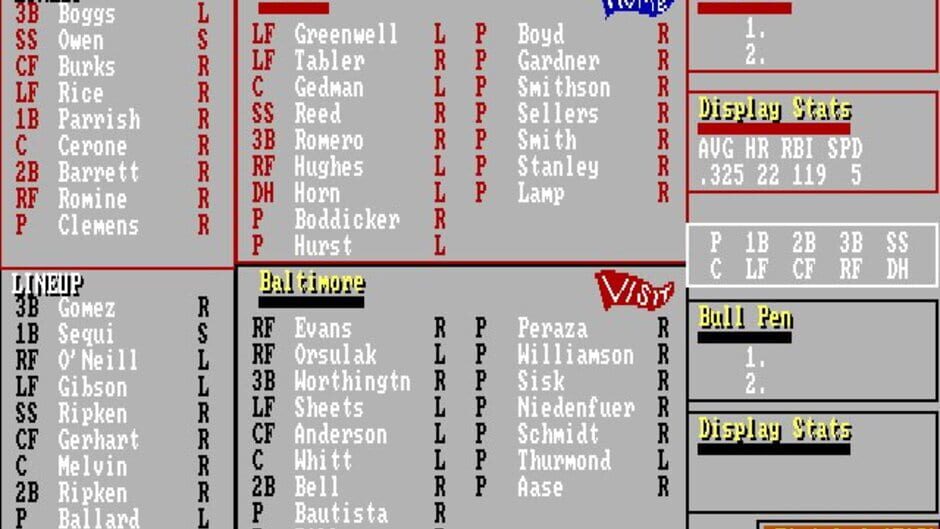 3B Boggs L
SS Owen S
CF Burks R
LF Rice R
1B Parrish R
C Cerone R
2B Barrett R
RF Romine R
P Clemens R
HOME
LF Greenwell L P Boyd R
LF Tabler R P Gardner R
C Gedman L P Smithson R
SS Reed R P Sellers R
3B Romero R P Smith R
RF Hughes L P Stanley R
DH Horn L P Lamp R
P Boddicker R
P Hurst L
1.
2.
Display Stats
AVG HR RBI SPD
.325 22 119 5
P 1B 2B 3B SS
C LF CF RF DH
LINEUP
3B Gomez R
1B Sequi S
RF O'Neill L
LF Gibson L
SS Ripken R
CF Gerhart R
C Melvin R
2B Ripken R
P Ballard L
Baltimore
VISIT
RF Evans R P Peraza R
RF Orsulak L P Williamson R
3B Worthingtn R P Sisk R
LF Sheets L P Niedenfuer R
CF Anderson L P Schmidt R
C Whitt L P Thurmond L
2B Bell R P Aase R
P Bautista R
Bull Pen
1.
2.
Display Stats